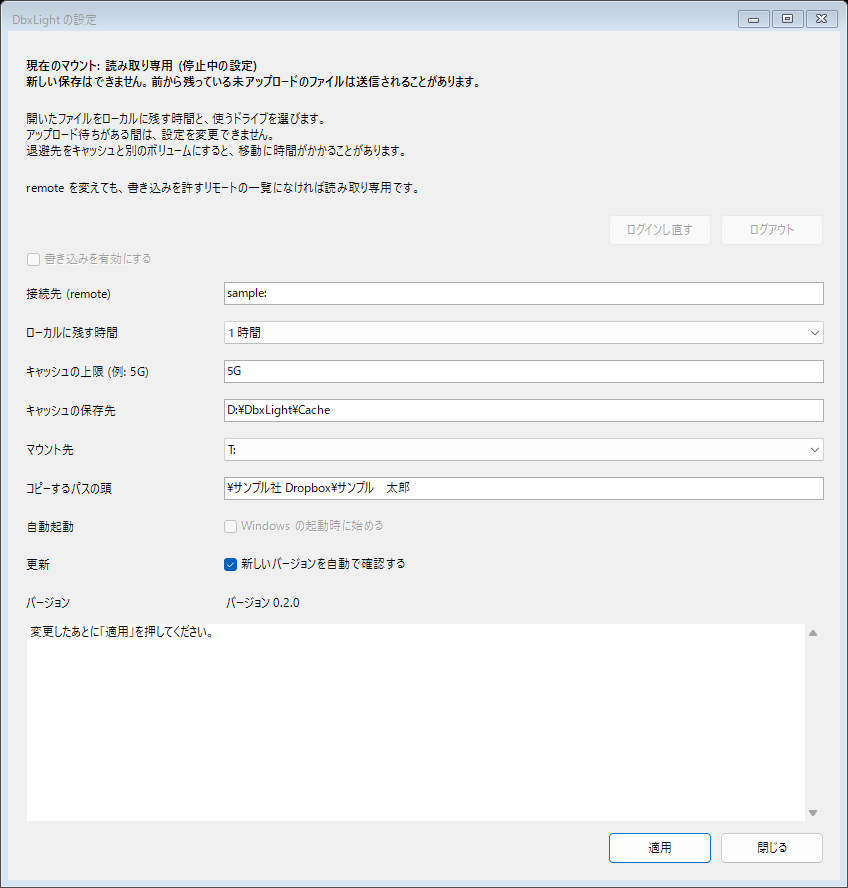 DbxLight の設定
現在のマウント: 読み取り専用 (停止中の設定)
新しい保存はできません。前から残っている未アップロードのファイルは送信されることがあります。
開いたファイルをローカルに残す時間と、使うドライブを選びます。
アップロード待ちがある間は、設定を変更できません。
退避先をキャッシュと別のボリュームにすると、移動に時間がかかることがあります。
remote を変えても、書き込みを許すリモートの一覧になければ読み取り専用です。
ログインし直す ログアウト
書き込みを有効にする
接続先 (remote) sample:
ローカルに残す時間 1 時間
キャッシュの上限 (例: 5G) 5G
キャッシュの保存先 D:¥DbxLight¥Cache
マウント先 T:
コピーするパスの頭 ¥サンプル社 Dropbox¥サンプル　太郎
自動起動 Windows の起動時に始める
更新 新しいバージョンを自動で確認する
バージョン バージョン 0.2.0
変更したあとに「適用」を押してください。
適用 閉じる